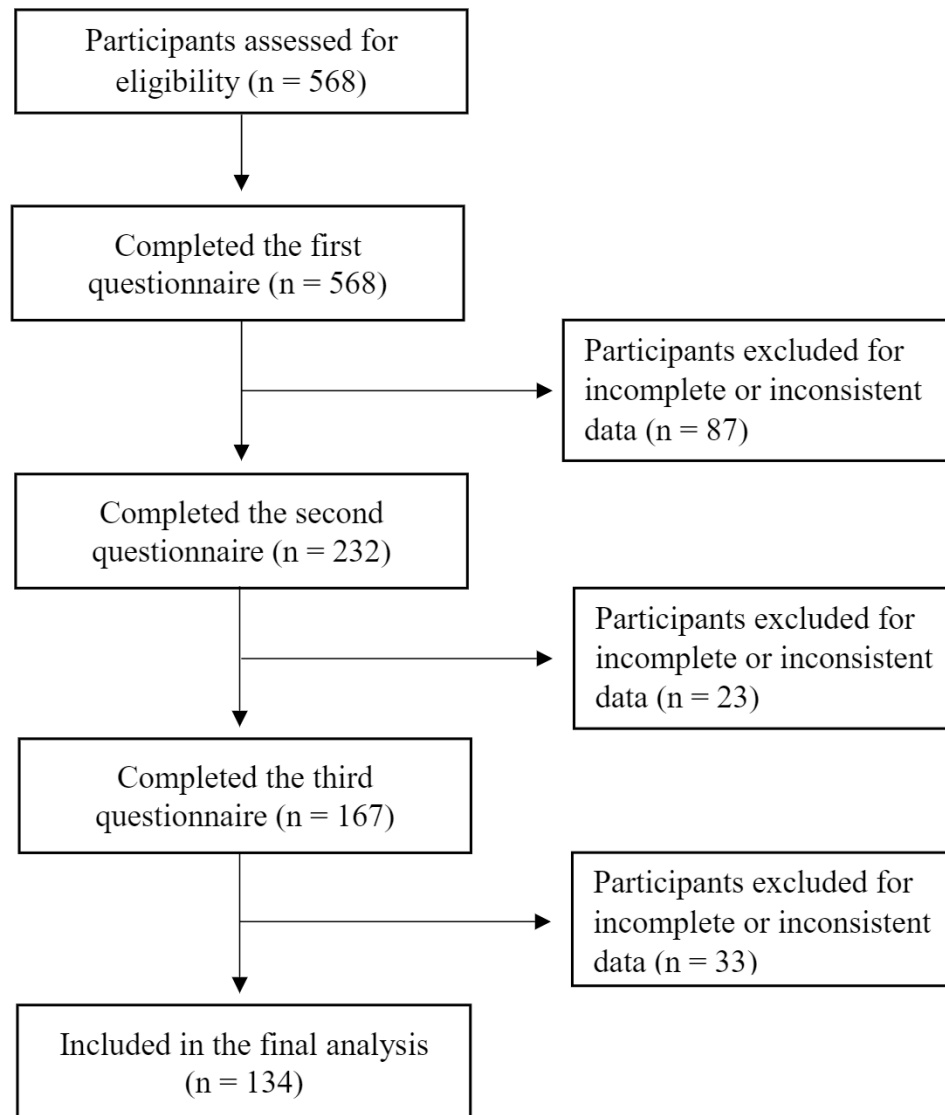 Participants assessed for
eligibility (n = 568)
Completed the first
questionnaire (n = 568)
Participants excluded for
incomplete or inconsistent
data (n = 87)
Completed the second
questionnaire (n = 232)
Participants excluded for
incomplete or inconsistent
data (n = 23)
Completed the third
questionnaire (n = 167)
Participants excluded for
incomplete or inconsistent
data (n = 33)
Included in the final analysis
(n = 134)